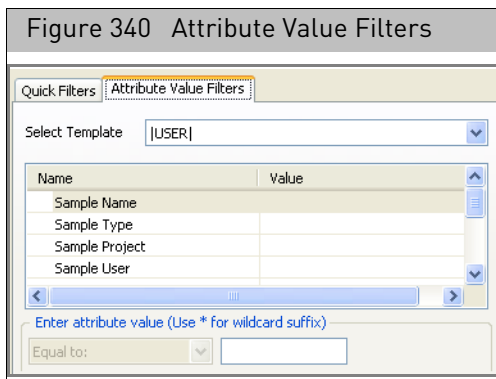 Figure 340 Attribute Value Filters
Quick Filters Attribute Value Filters
Select Template |USER|
Name Value
Sample Name
Sample Type
Sample Project
Sample User
Enter attribute value (Use * for wildcard suffix)
Equal to: